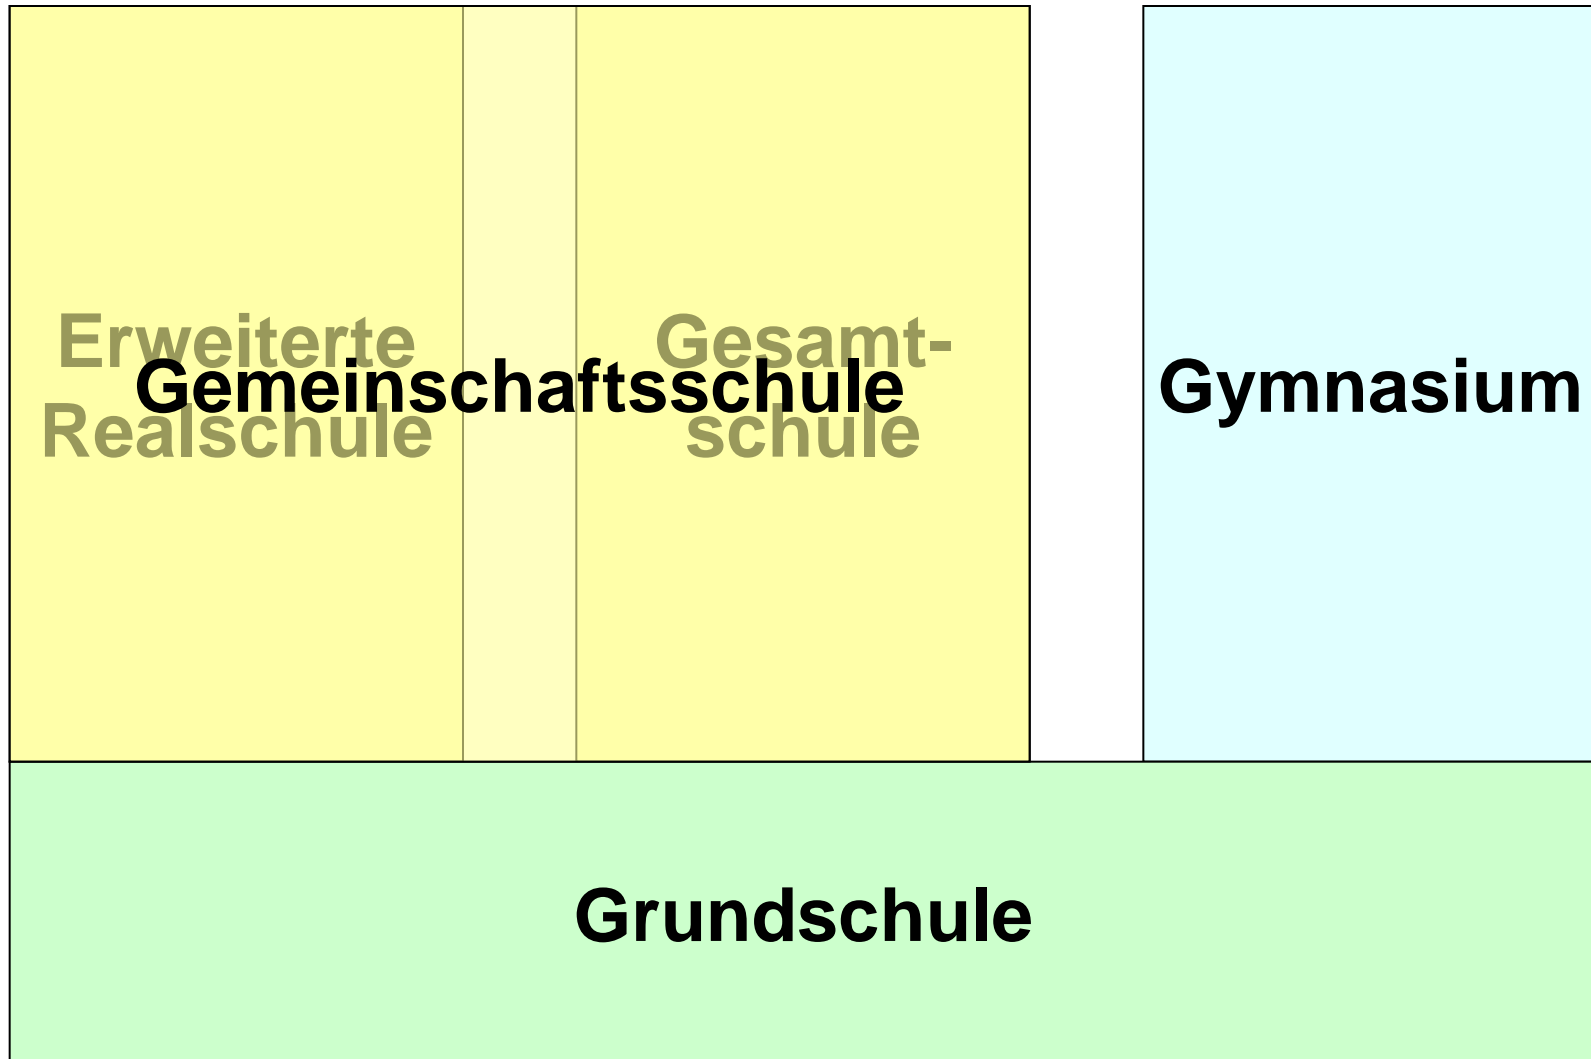 Erweiterte
Realschule
Gesamt-
schule
Gemeinschaftsschule
Gymnasium
Grundschule